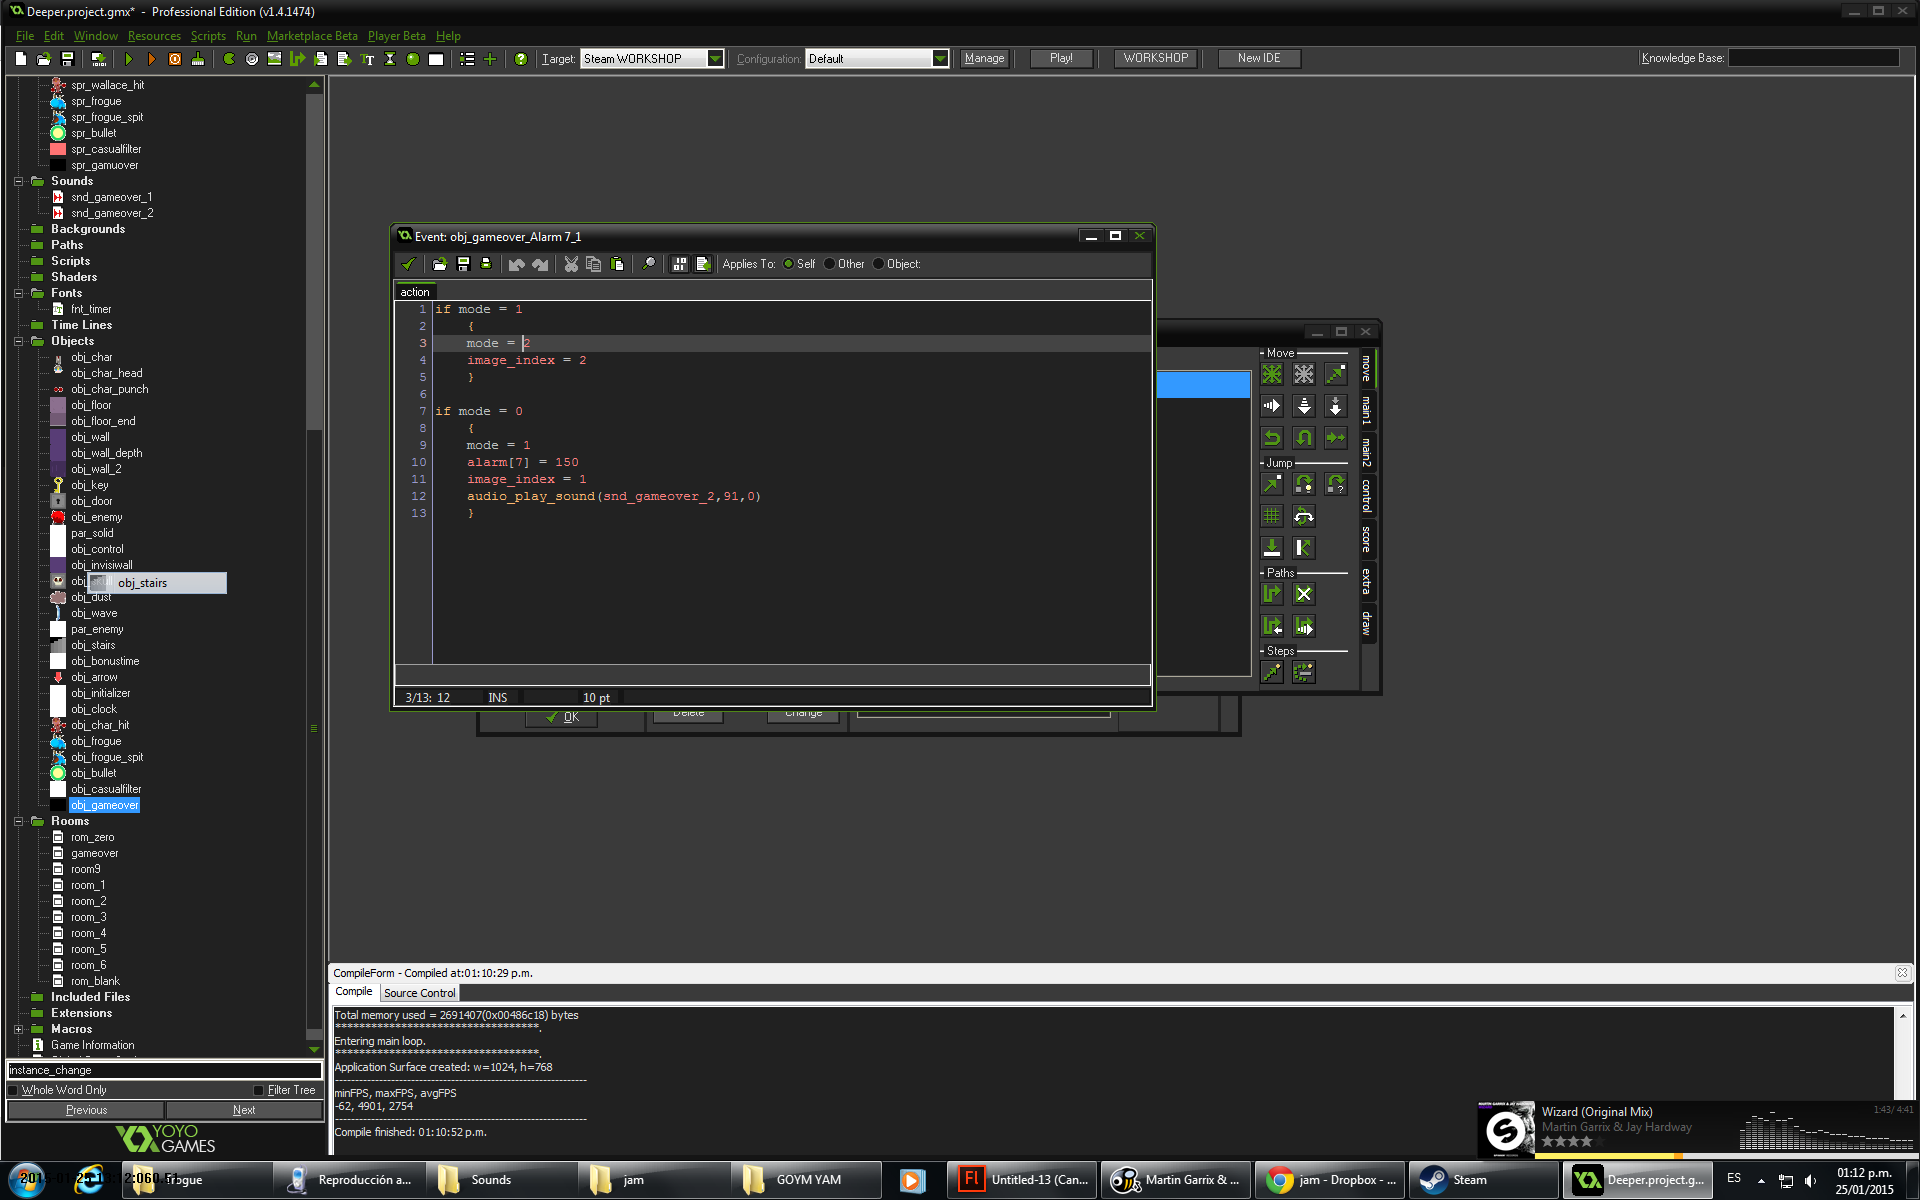 Deeper.project.gmx* - Professional Edition (v1.4.1474)
File Edit Window Resources Scripts Run Marketplace Beta Player Beta Help
Target: Steam WORKSHOP Configuration: Default Manage Play! WORKSHOP New IDE Knowledge Base:
spr_wallace_hit
spr_frogue
spr_frogue_spit
spr_bullet
spr_casualfilter
spr_gamuover
Sounds
snd_gameover_1
snd_gameover_2
Backgrounds
Paths
Scripts
Shaders
Fonts
fnt_timer
Time Lines
Objects
obj_char
obj_char_head
obj_char_punch
obj_floor
obj_floor_end
obj_wall
obj_wall_depth
obj_wall_2
obj_key
obj_door
obj_enemy
par_solid
obj_control
obj_invisiwall
obj_stairs
obj_dust
obj_wave
par_enemy
obj_stairs
obj_bonustime
obj_arrow
obj_initializer
obj_clock
obj_char_hit
obj_frogue
obj_frogue_spit
obj_bullet
obj_casualfilter
obj_gameover
Rooms
rom_zero
gameover
room9
room_1
room_2
room_3
room_4
room_5
room_6
rom_blank
Included Files
Extensions
Macros
Game Information
instance_change
Whole Word Only Filter Tree
Previous Next
YOYO
GAMES
Event: obj_gameover_Alarm 7_1
Applies To: Self Other Object:
action
1 if mode = 1
2 {
3 mode = 2
4 image_index = 2
5 }
6
7 if mode = 0
8 {
9 mode = 1
10 alarm[7] = 150
11 image_index = 1
12 audio_play_sound(snd_gameover_2,91,0)
13 }
3/13: 12 INS 10 pt
OK Delete Change
Move
Jump
Paths
Steps
move
main1
main2
control
score
extra
draw
CompileForm - Compiled at:01:10:29 p.m.
Compile Source Control
Total memory used = 2691407(0x00486c18) bytes
***********************************.
Entering main loop.
***********************************.
Application Surface created: w=1024, h=768
minFPS, maxFPS, avgFPS
-62, 4901, 2754
Compile finished: 01:10:52 p.m.
Wizard (Original Mix) 1:43/4:41
Martin Garrix & Jay Hardway
Reproducción a... Sounds jam GOYM YAM Untitled-13 (Can... Martin Garrix & ... jam - Dropbox - ... Steam Deeper.project.g... ES
01:12 p.m.
25/01/2015